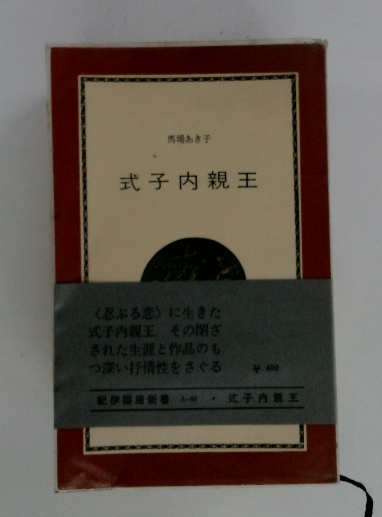 馬場あき子
式子内親王
〈忍ぶる恋〉に生きた
式子内親王 その閉ざ
された生涯と作品のも
つ深い抒情性をさぐる
¥ 400
紀伊國屋新書 ・ 式子内親王